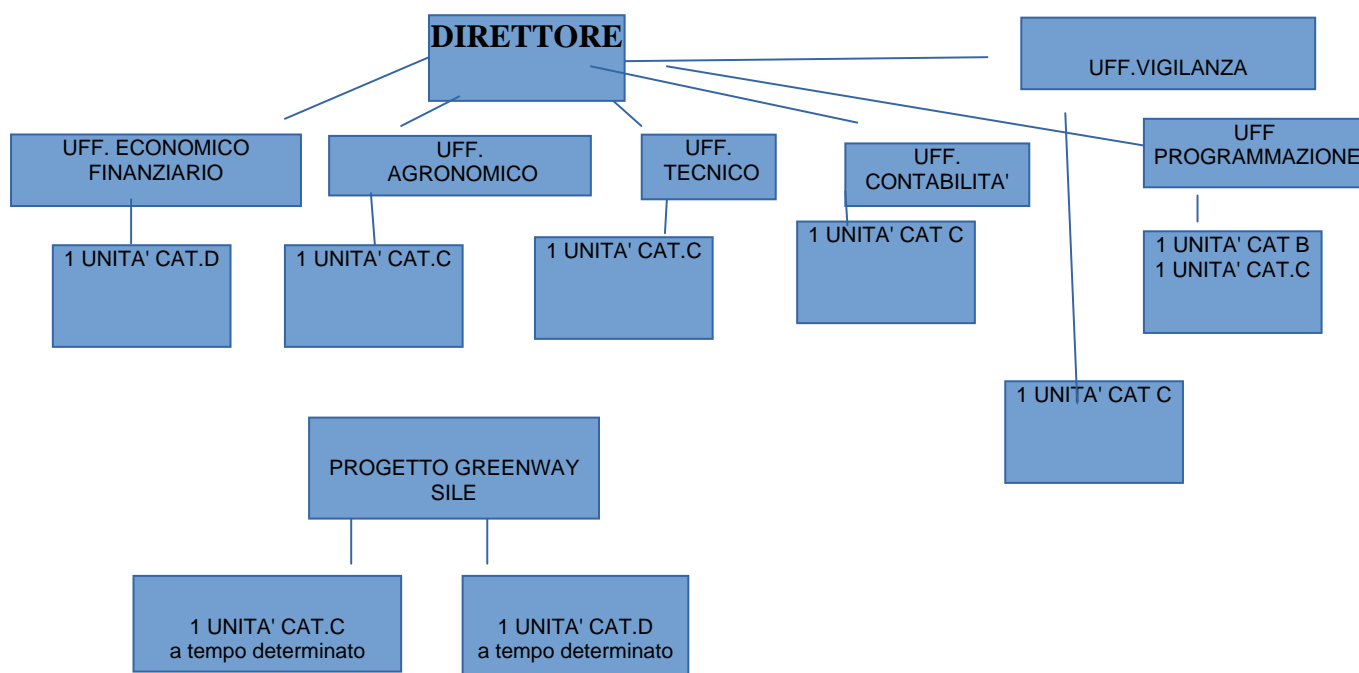 DIRETTORE
UFF.VIGILANZA
UFF. ECONOMICO
FINANZIARIO
UFF.
AGRONOMICO
UFF.
TECNICO
UFF.
CONTABILITA'
UFF
PROGRAMMAZIONE
1 UNITA' CAT.D
1 UNITA' CAT.C
1 UNITA' CAT.C
1 UNITA' CAT C
1 UNITA' CAT B
1 UNITA' CAT.C
1 UNITA' CAT C
PROGETTO GREENWAY
SILE
1 UNITA' CAT.C
a tempo determinato
1 UNITA' CAT.D
a tempo determinato